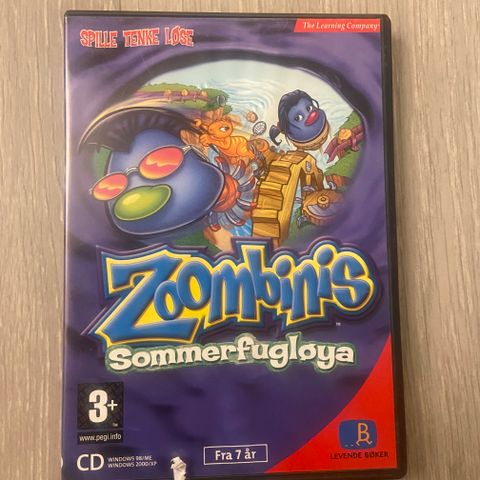 SPILLE TENKE LØSE
The Learning Company
Zoombinis
TM
Sommerfugløya
3+
www.pegi.info
CD WINDOWS 98/ME
WINDOWS 2000/XP
Fra 7 år
B
LEVENDE BØKER